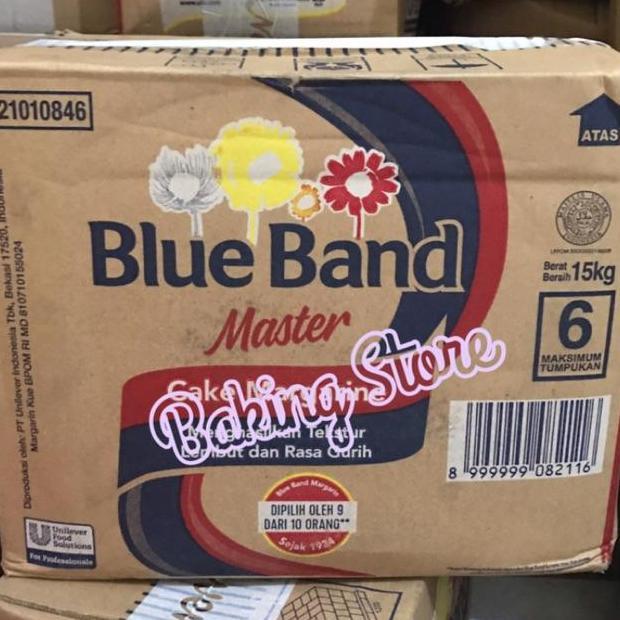 21010846
ATAS
Blue Band
Master
Cake Margarine
Menghasilkan Tekstur
Lembut dan Rasa Gurih
Baking Store
Berat
Bersih 15kg
6
MAKSIMUM
TUMPUKAN
8 999999 082116
Blue Band Margarin
DIPILIH OLEH 9
DARI 10 ORANG**
Sejak 1934
Unilever
Food
Solutions
For Professionals
Diproduksi oleh: PT Unilever Indonesia Tbk, Bekasi 17520, Indonesia
Margarin Kue BPOM RI MD 810710155024